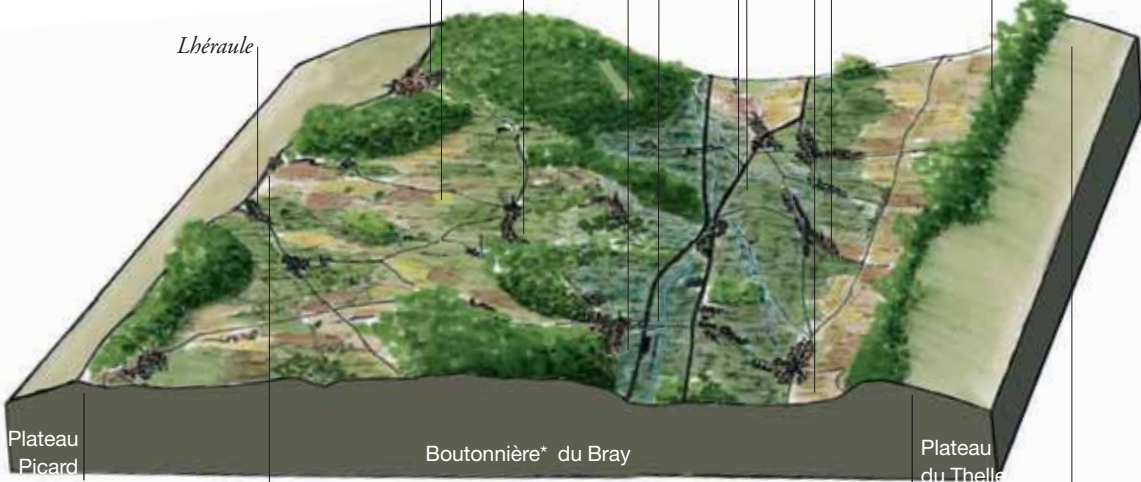 Lhéraule
Plateau
Picard
Boutonnière* du Bray
Plateau
du Thelle